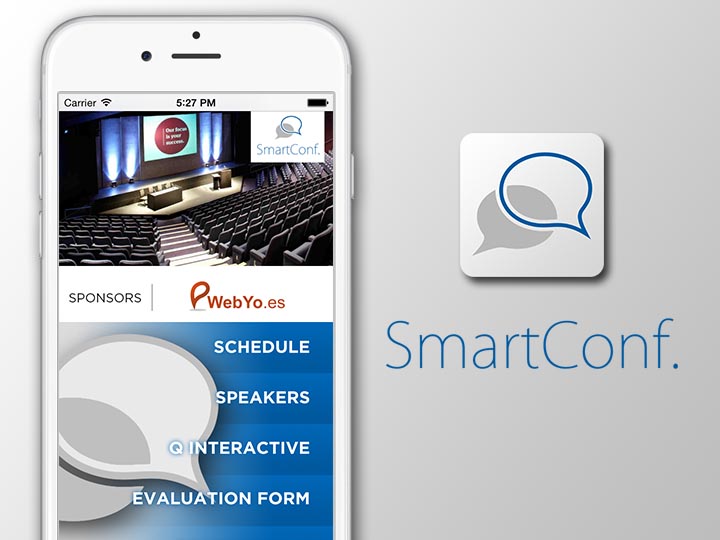 Carrier 5:27 PM
Our focus
is your
success.
SmartConf.
SPONSORS
WebYo.es
SCHEDULE
SPEAKERS
Q INTERACTIVE
EVALUATION FORM
SmartConf.